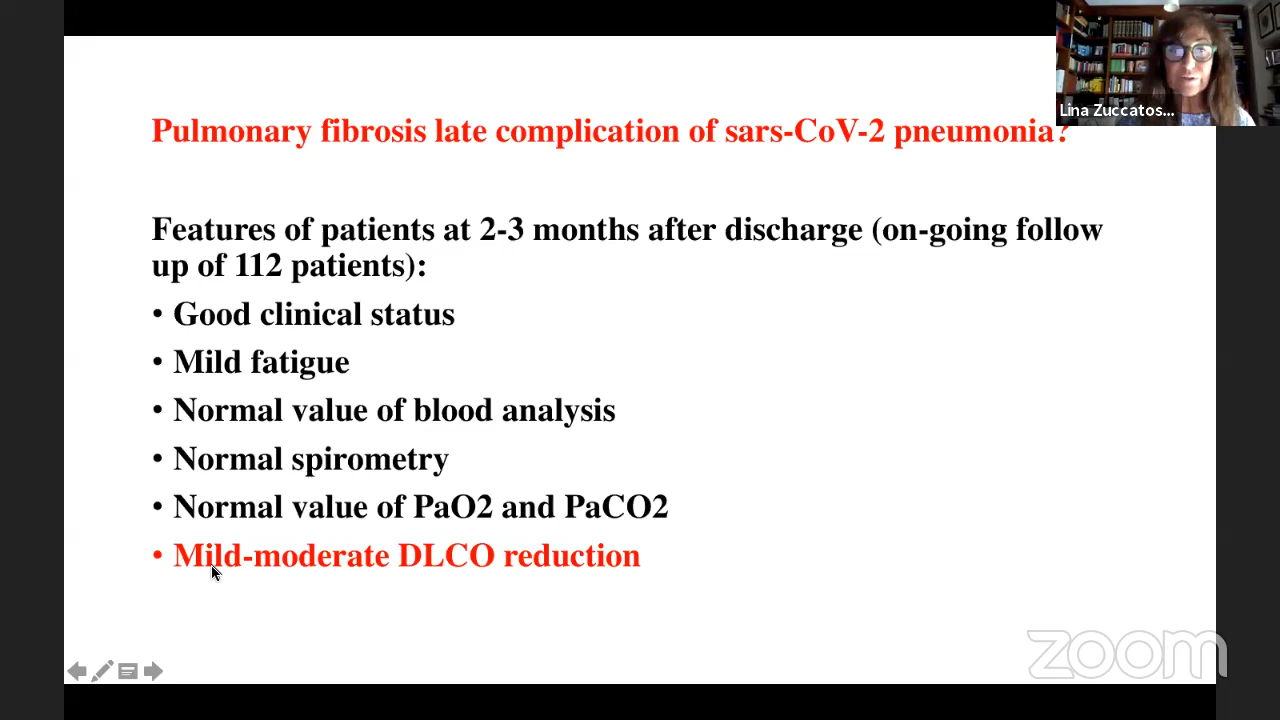 Lina Zuccatos...
Pulmonary fibrosis late complication of sars-CoV-2 pneumonia?
Features of patients at 2-3 months after discharge (on-going follow
up of 112 patients):
• Good clinical status
• Mild fatigue
• Normal value of blood analysis
• Normal spirometry
• Normal value of PaO2 and PaCO2
• Mild-moderate DLCO reduction
zoom